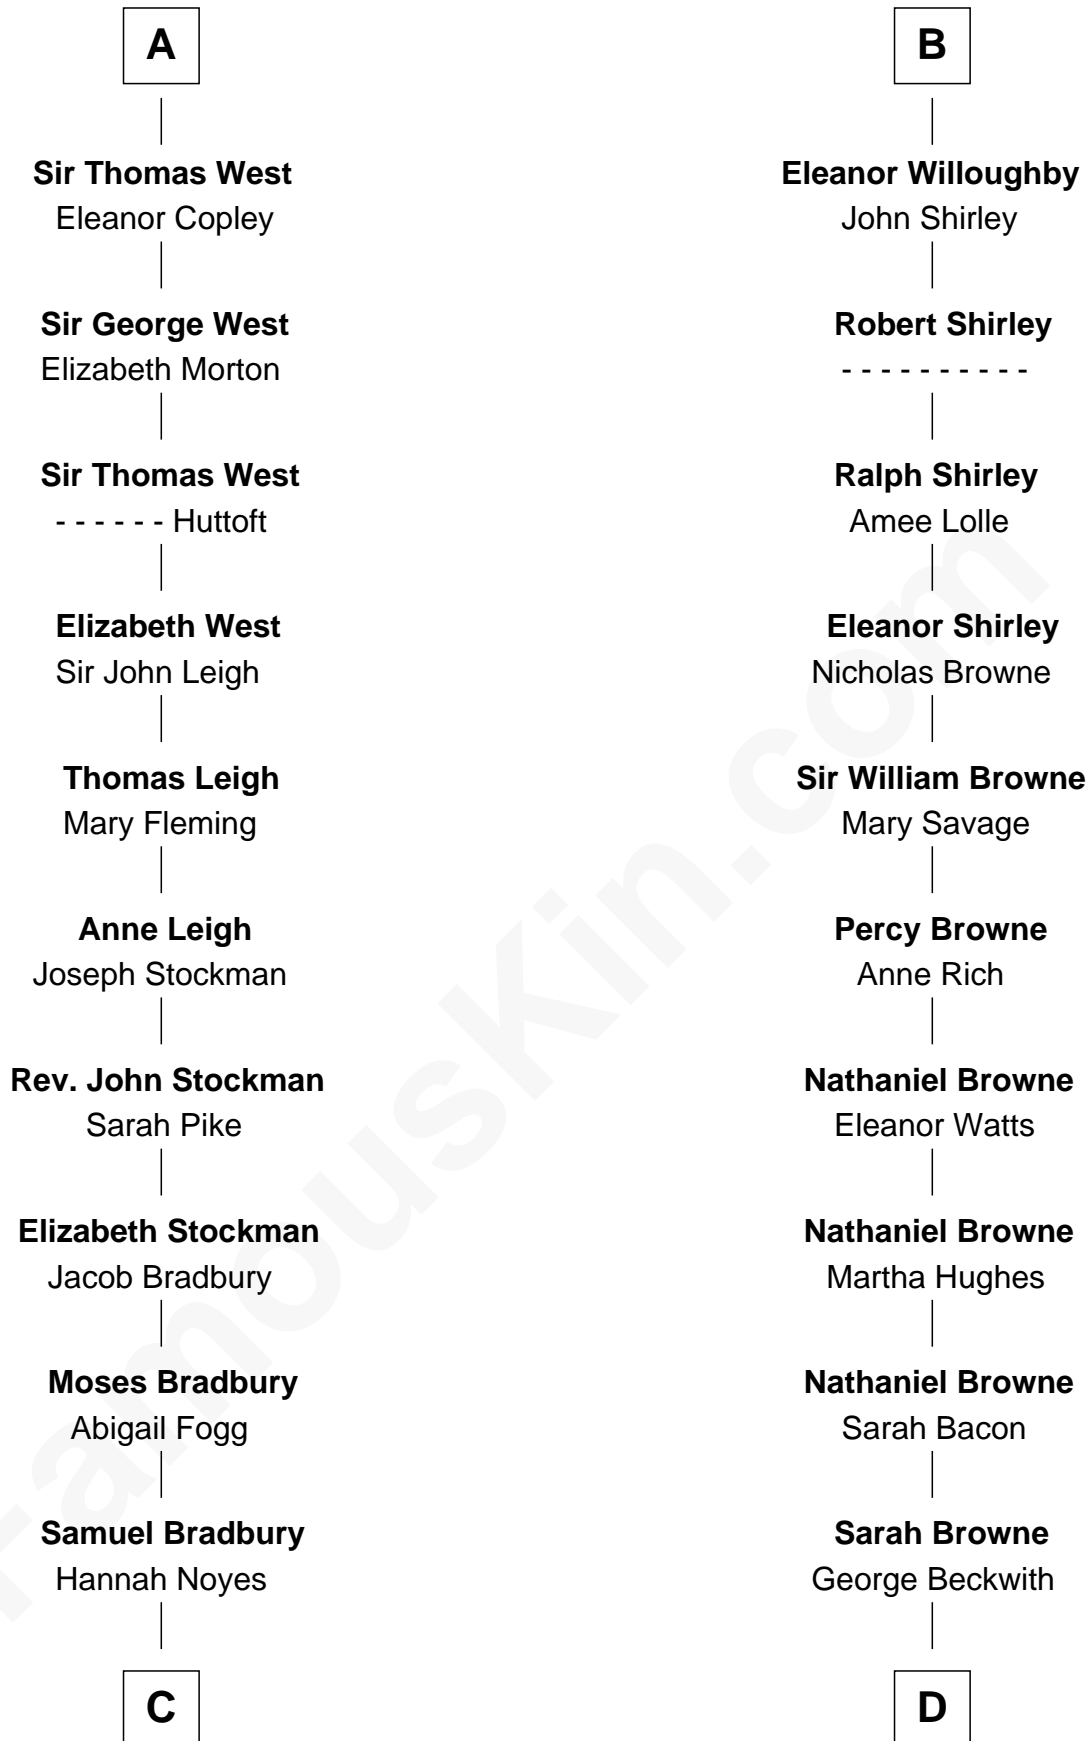 A
Sir Thomas West
Eleanor Copley
Sir George West
Elizabeth Morton
Sir Thomas West
- - - - - - Huttoft
Elizabeth West
Sir John Leigh
Thomas Leigh
Mary Fleming
Anne Leigh
Joseph Stockman
Rev. John Stockman
Sarah Pike
Elizabeth Stockman
Jacob Bradbury
Moses Bradbury
Abigail Fogg
Samuel Bradbury
Hannah Noyes
C
B
Eleanor Willoughby
John Shirley
Robert Shirley
- - - - - - - - - -
Ralph Shirley
Amee Lolle
Eleanor Shirley
Nicholas Browne
Sir William Browne
Mary Savage
Percy Browne
Anne Rich
Nathaniel Browne
Eleanor Watts
Nathaniel Browne
Martha Hughes
Nathaniel Browne
Sarah Bacon
Sarah Browne
George Beckwith
D
FamousKin.com